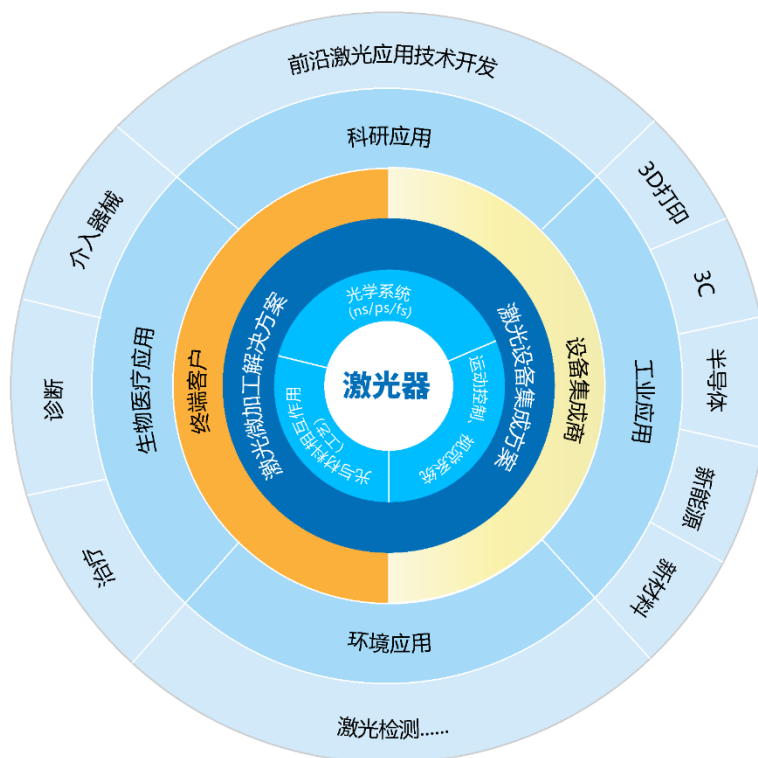 前沿激光应用技术开发
科研应用
3D打印
3C
半导体
新能源
新材料
工业应用
介入器械
诊断
治疗
生物医疗应用
终端客户
设备集成商
激光微加工解决方案
激光设备集成方案
光学系统
(ns/ps/fs)
运动控制、视觉系统
光与材料相互作用
(工艺)
激光器
环境应用
激光检测......